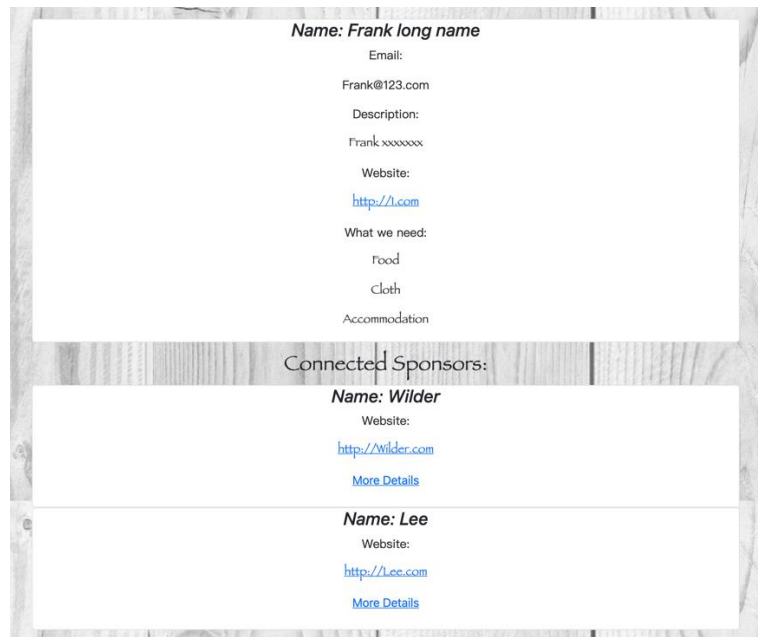 Name: Frank long name
Email:
Frank@123.com
Description:
Frank xxxxxxx
Website:
http://1.com
What we need:
Food
Cloth
Accommodation
Connected Sponsors:
Name: Wilder
Website:
http://Wilder.com
More Details
Name: Lee
Website:
http://Lee.com
More Details